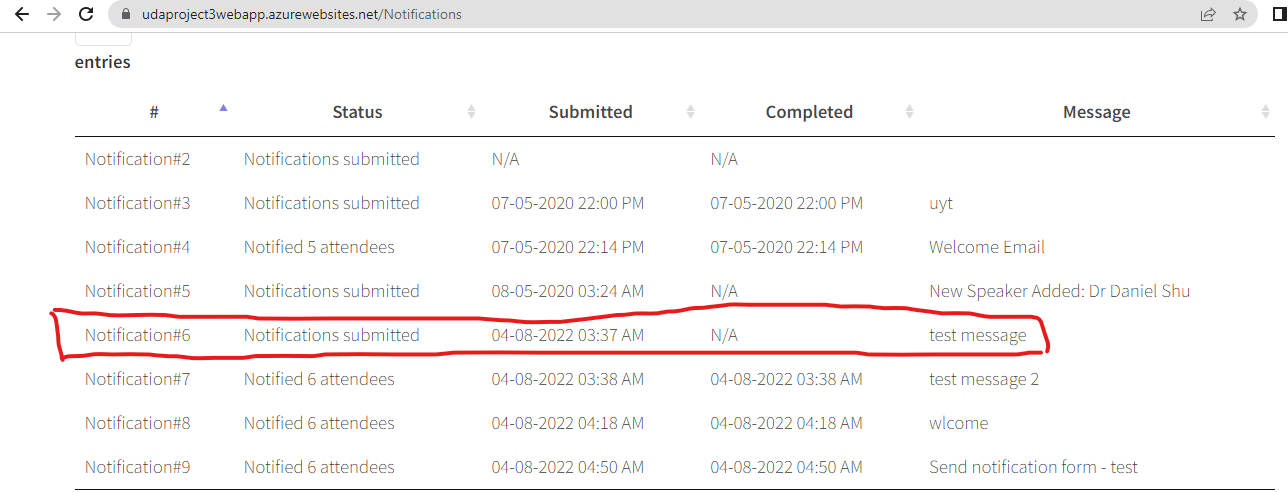 udaproject3webapp.azurewebsites.net/Notifications
entries
# Status Submitted Completed Message
Notification#2 Notifications submitted N/A N/A
Notification#3 Notifications submitted 07-05-2020 22:00 PM 07-05-2020 22:00 PM uyt
Notification#4 Notified 5 attendees 07-05-2020 22:14 PM 07-05-2020 22:14 PM Welcome Email
Notification#5 Notifications submitted 08-05-2020 03:24 AM N/A New Speaker Added: Dr Daniel Shu
Notification#6 Notifications submitted 04-08-2022 03:37 AM N/A test message
Notification#7 Notified 6 attendees 04-08-2022 03:38 AM 04-08-2022 03:38 AM test message 2
Notification#8 Notified 6 attendees 04-08-2022 04:18 AM 04-08-2022 04:18 AM wlcome
Notification#9 Notified 6 attendees 04-08-2022 04:50 AM 04-08-2022 04:50 AM Send notification form - test